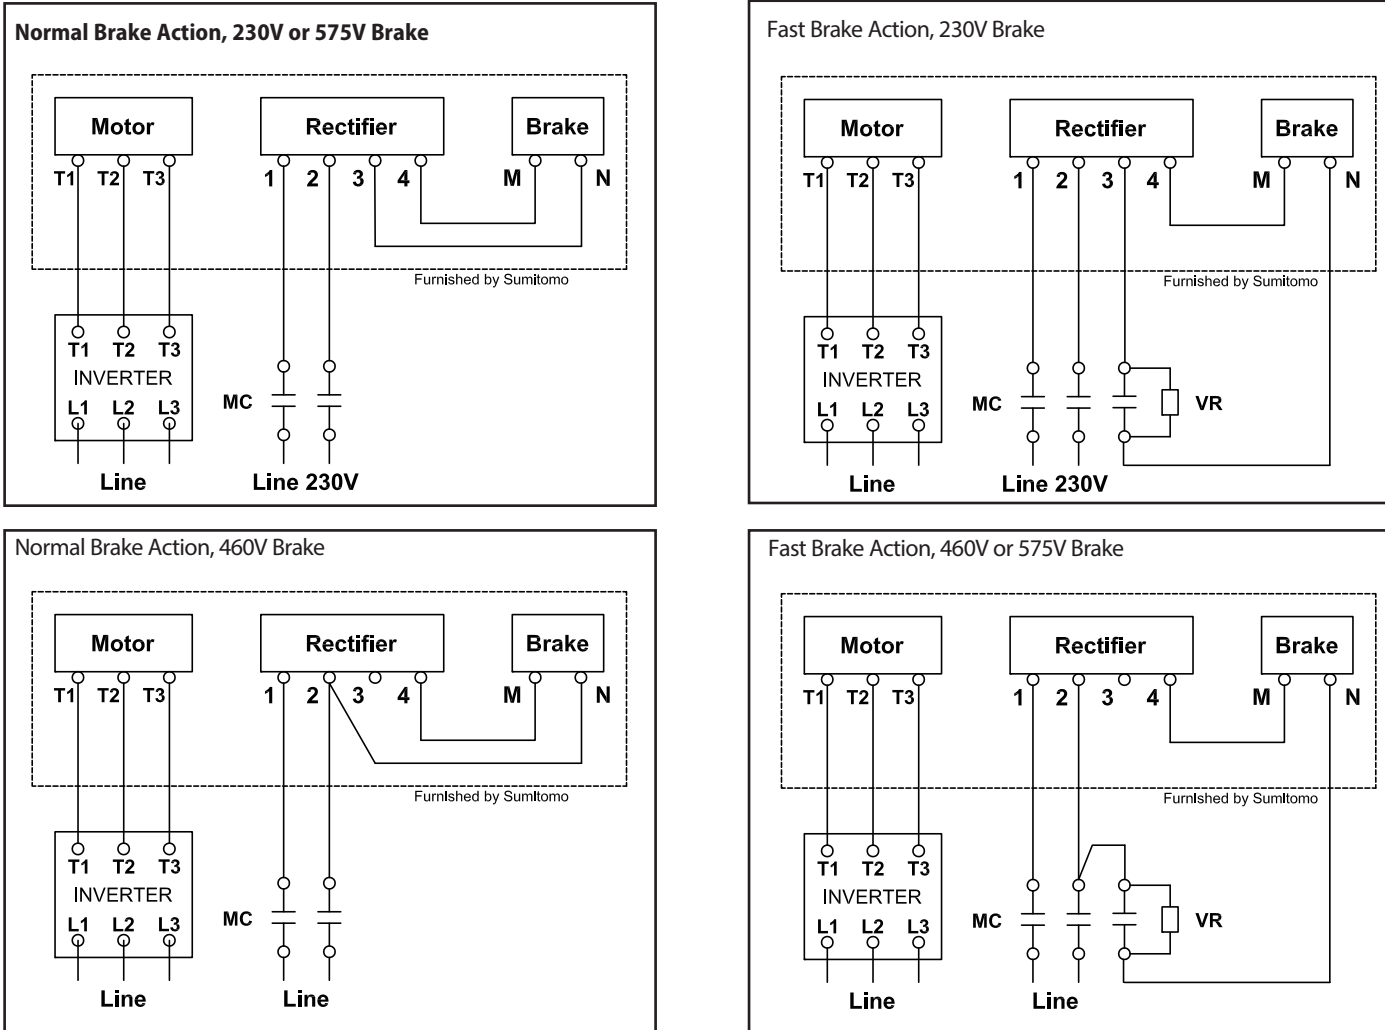 Normal Brake Action, 230V or 575V Brake
Motor Rectifier Brake
T1 T2 T3 1 2 3 4 M N
Furnished by Sumitomo
T1 T2 T3
INVERTER
MC
L1 L2 L3
Line Line 230V
Fast Brake Action, 230V Brake
Motor Rectifier Brake
T1 T2 T3 1 2 3 4 M N
Furnished by Sumitomo
T1 T2 T3
INVERTER
MC VR
L1 L2 L3
Line Line 230V
Normal Brake Action, 460V Brake
Motor Rectifier Brake
T1 T2 T3 1 2 3 4 M N
Furnished by Sumitomo
T1 T2 T3
INVERTER
MC
L1 L2 L3
Line Line
Fast Brake Action, 460V or 575V Brake
Motor Rectifier Brake
T1 T2 T3 1 2 3 4 M N
Furnished by Sumitomo
T1 T2 T3
INVERTER
MC VR
L1 L2 L3
Line Line